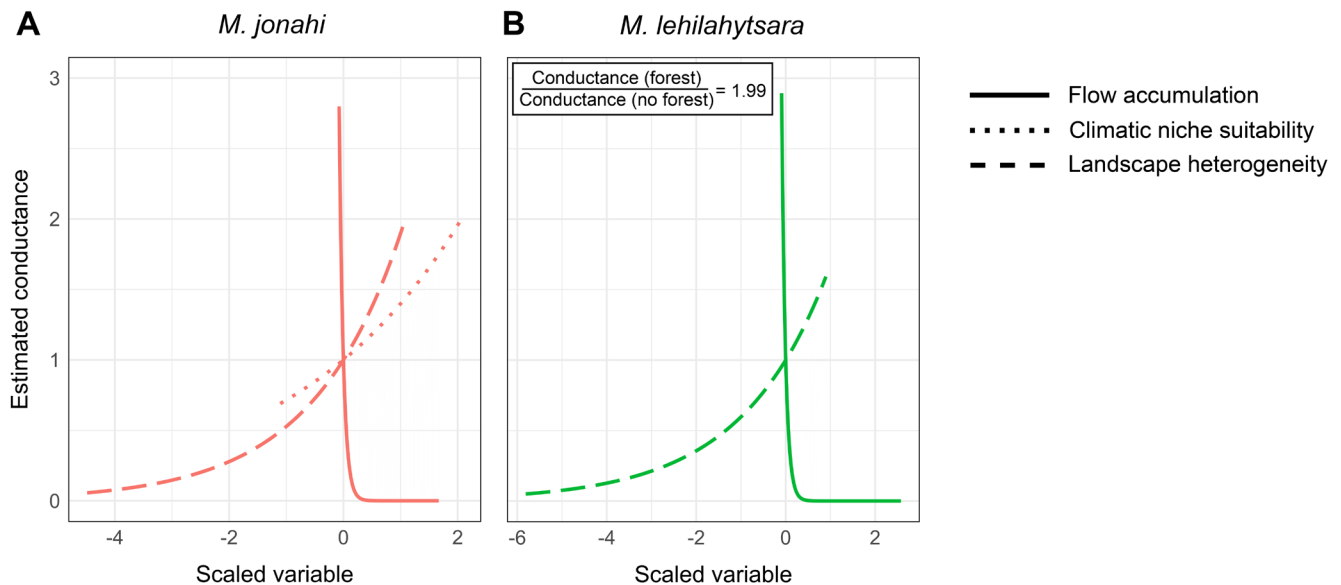 A
M. jonahi
B
M. lehilahytsara
Estimated conductance
3
2
1
0
-4
-2
0
2
Scaled variable
Conductance (forest)
Conductance (no forest)
= 1.99
-6
-4
-2
0
2
Scaled variable
Flow accumulation
Climatic niche suitability
Landscape heterogeneity